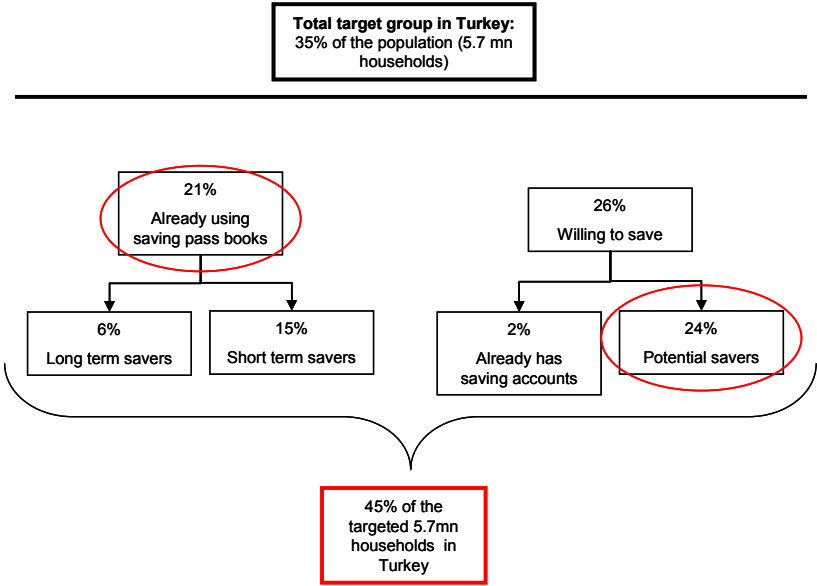 Total target group in Turkey:
35% of the population (5.7 mn
households)
21%
Already using
saving pass books
26%
Willing to save
6%
Long term savers
15%
Short term savers
2%
Already has
saving accounts
24%
Potential savers
45% of the
targeted 5.7mn
households in
Turkey